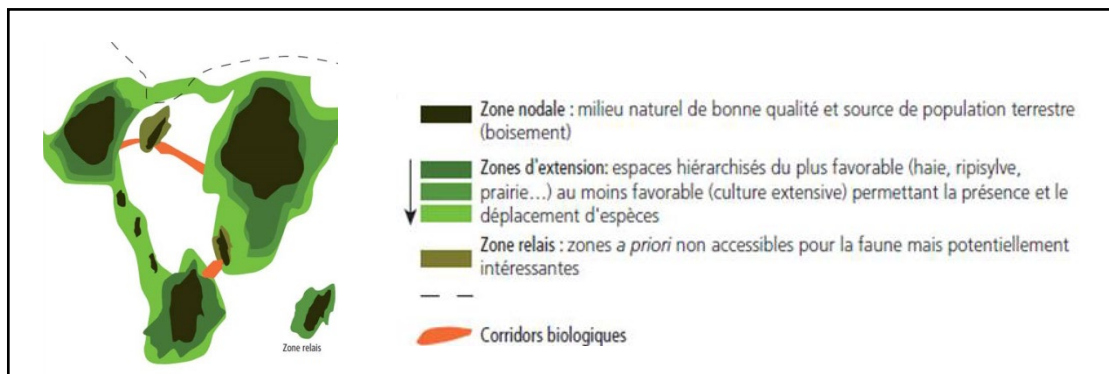 Zone nodale : milieu naturel de bonne qualité et source de population terrestre
(boisement)
Zones d'extension: espaces hiérarchisés du plus favorable (haie, ripisylve,
prairie...) au moins favorable (culture extensive) permettant la présence et le
déplacement d'espèces
Zone relais : zones a priori non accessibles pour la faune mais potentiellement
intéressantes
Corridors biologiques
Zone relais